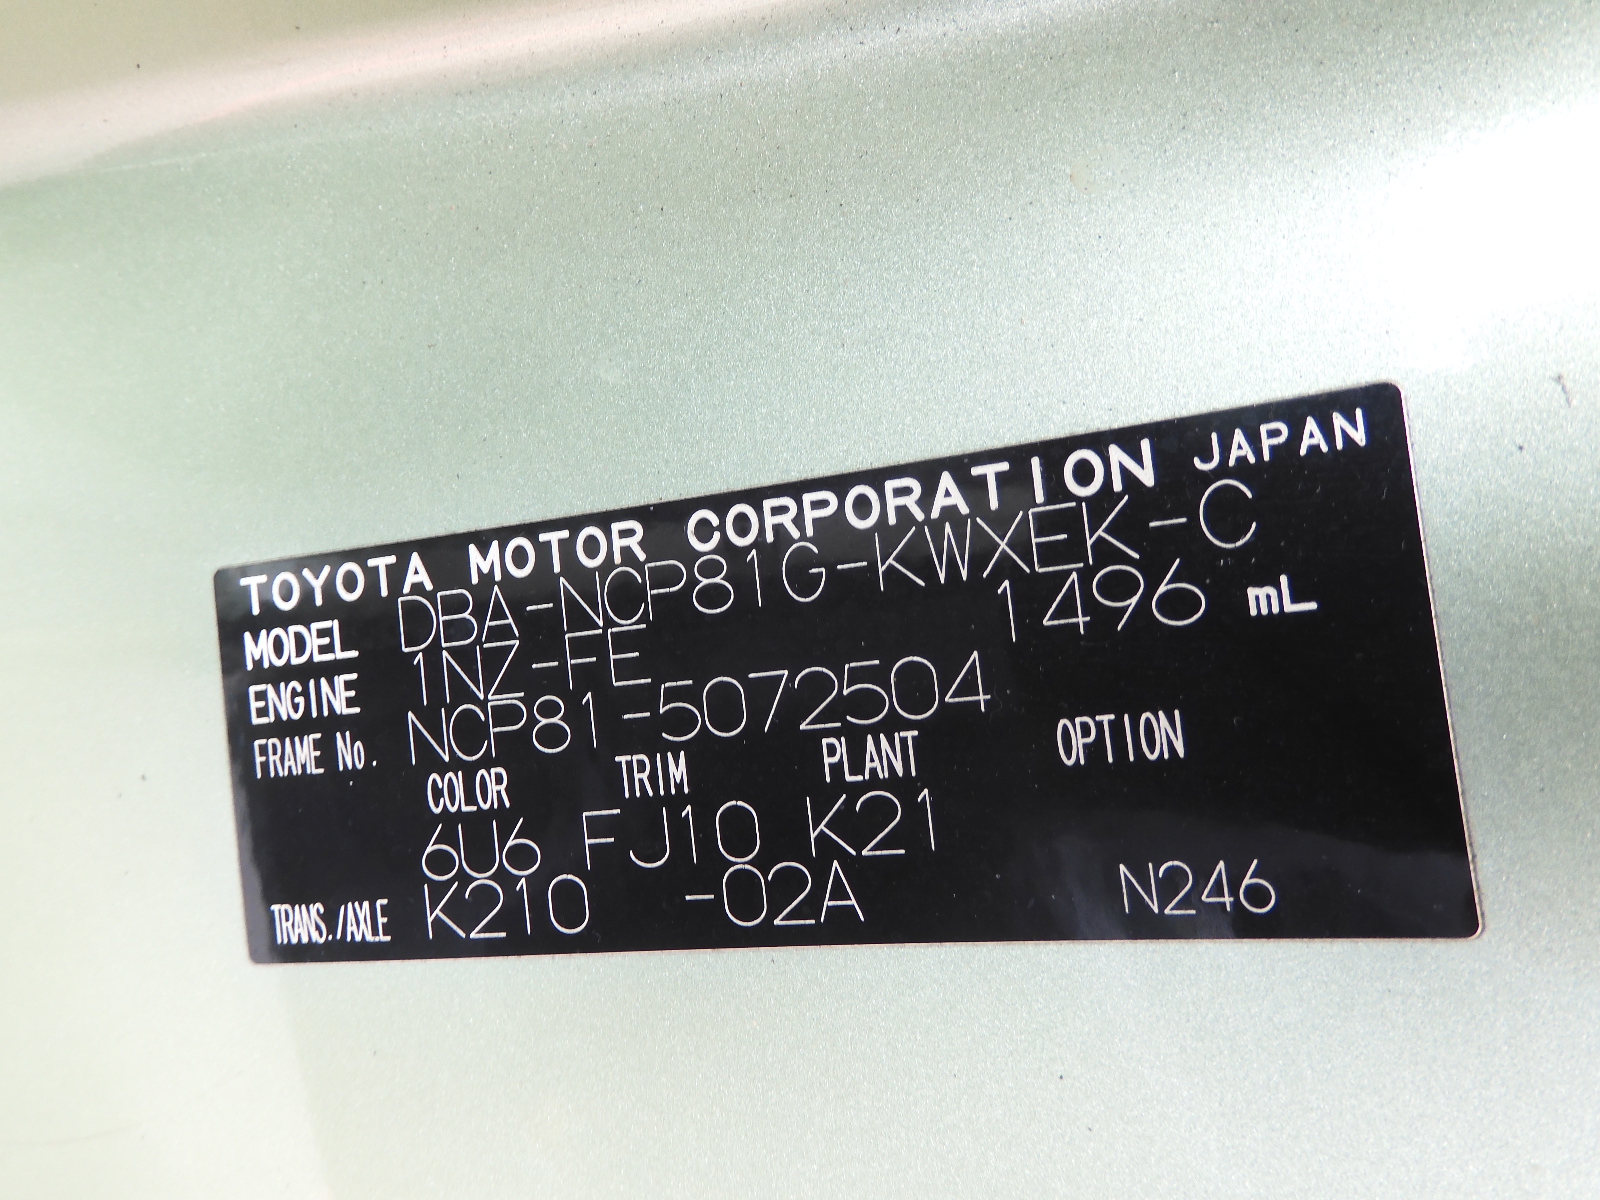 TOYOTA MOTOR CORPORATION JAPAN
MODEL DBA-NCP81G-KWXEK-C
ENGINE 1NZ-FE 1496 mL
FRAME No. NCP81-5072504
COLOR TRIM PLANT OPTION
6U6 FJ10 K21
TRANS./AXLE K210 -02A N246